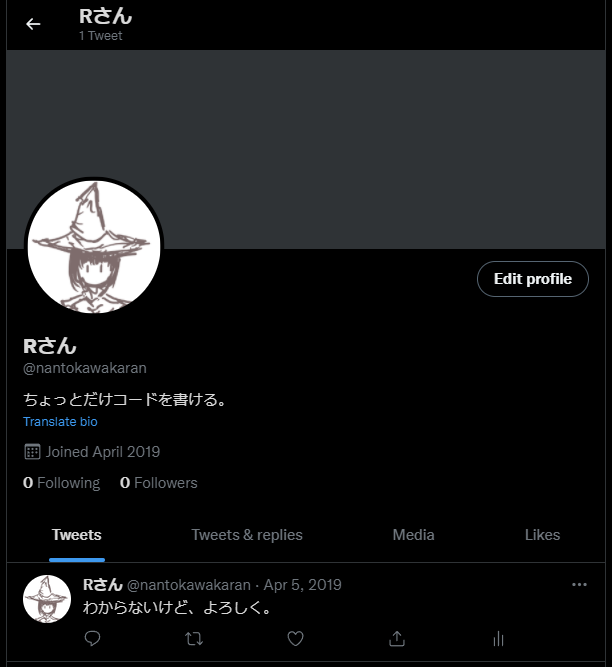 Rさん
1 Tweet
Edit profile
Rさん
@nantokawakaran
ちょっとだけコードを書ける。
Translate bio
Joined April 2019
0 Following 0 Followers
Tweets Tweets & replies Media Likes
Rさん @nantokawakaran · Apr 5, 2019
わからないけど、よろしく。